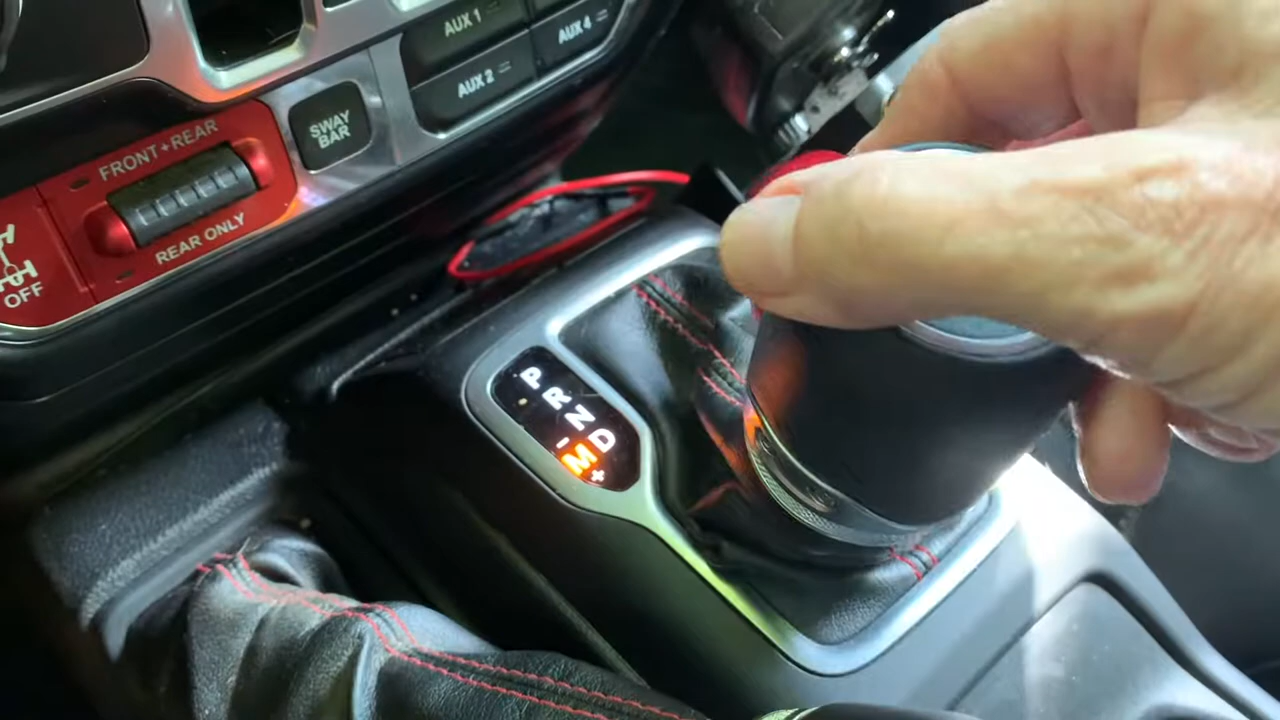 AUX 1
AUX 4
AUX 2
SWAY
BAR
FRONT+REAR
REAR ONLY
OFF
P
R
N
D
- M +